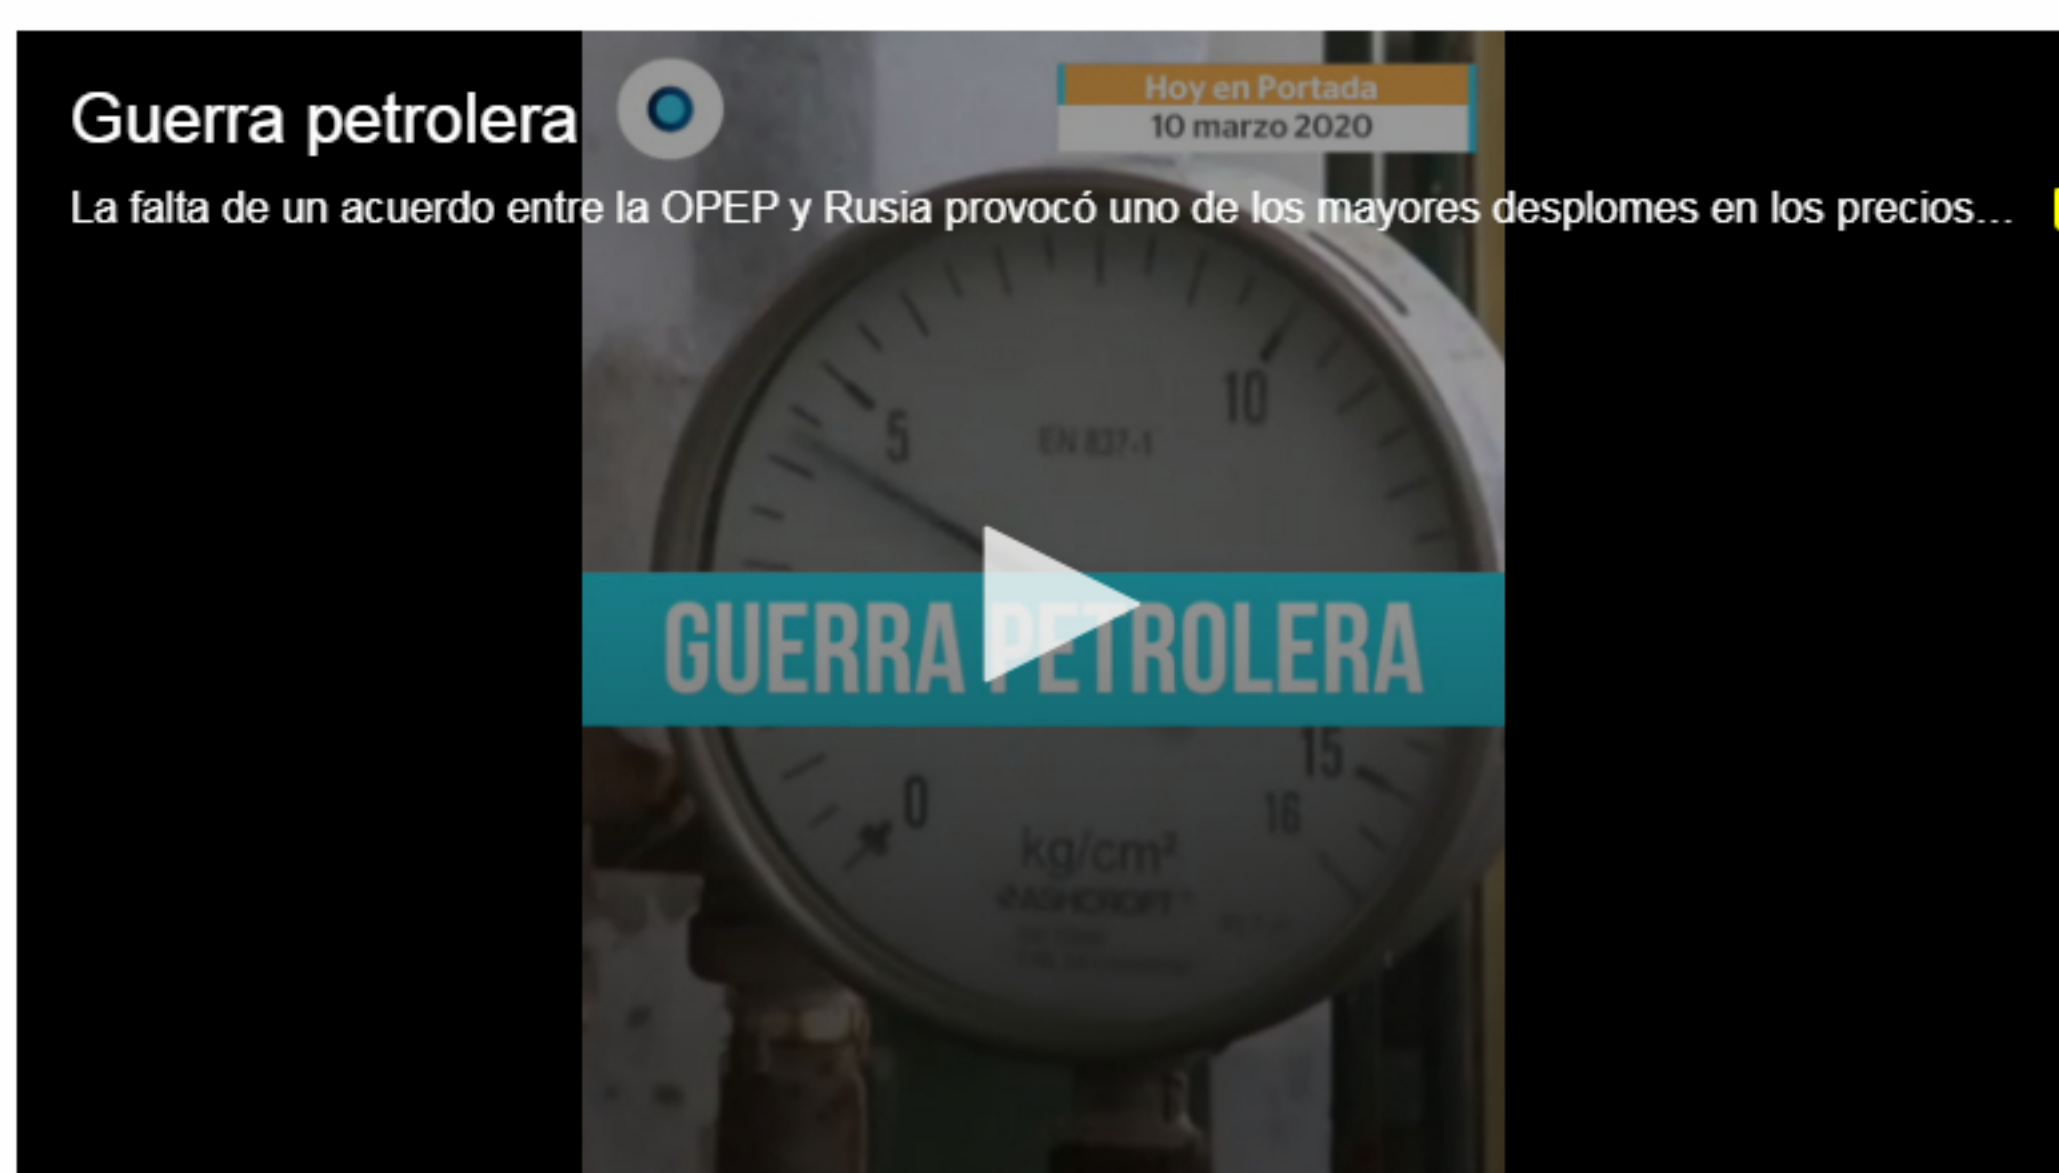 Guerra petrolera
Hoy en Portada
10 marzo 2020
La falta de un acuerdo entre la OPEP y Rusia provocó uno de los mayores desplomes en los precios...
10
5
EN 837-1
GUERRA PETROLERA
15
0
16
kg/cm²
ASHCROFT